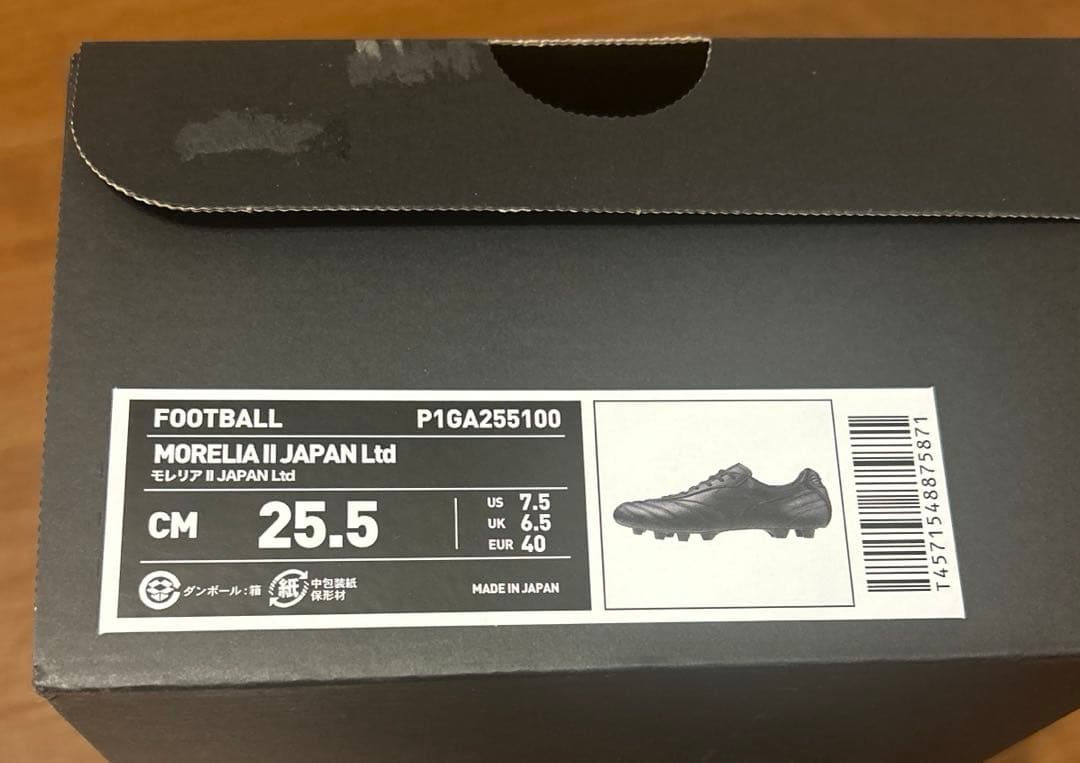 FOOTBALL P1GA255100
MORELIA II JAPAN Ltd
モレリア II JAPAN Ltd
CM 25.5
US 7.5
UK 6.5
EUR 40
ダンボール:箱
紙
中包装紙
保形材
MADE IN JAPAN
T4571548875871